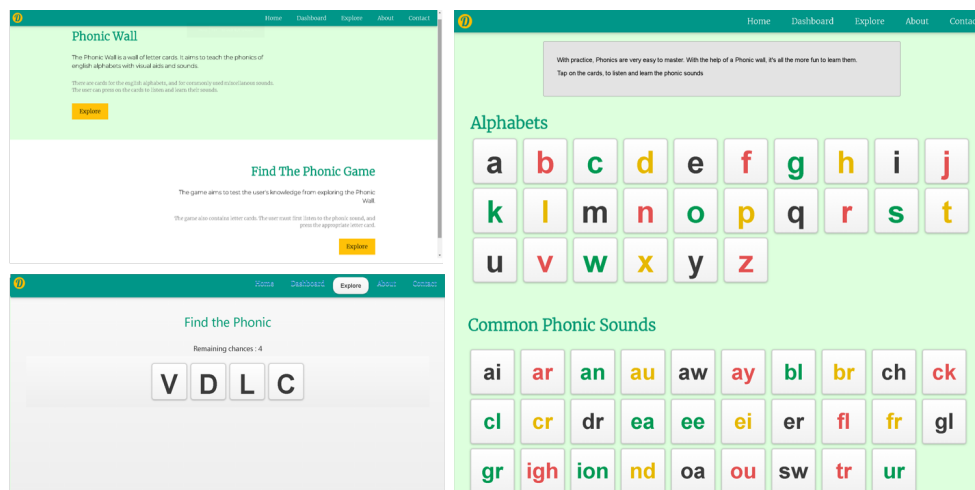 Home Dashboard Explore About Contact
Phonic Wall
The Phonic Wall is a wall of letter cards. It aims to teach the phonics of
english alphabets with visual aids and sounds.
There are cards for the english alphabets, and for commonly used miscellaneous sounds.
The user can press on the cards to listen and learn their sounds.
Explore
Find The Phonic Game
The game aims to test the user's knowledge from exploring the Phonic
Wall.
The game also contains letter cards. The user must first listen to the phonic sound, and
press the appropriate letter card.
Explore
Home Dashboard Explore About Contact
Find the Phonic
Remaining chances : 4
V D L C
Home Dashboard Explore About Contac
With practice, Phonics are very easy to master. With the help of a Phonic wall, it's all the more fun to learn them.
Tap on the cards, to listen and learn the phonic sounds
Alphabets
a b c d e f g h i j
k l m n o p q r s t
u v w x y z
Common Phonic Sounds
ai ar an au aw ay bl br ch ck
cl cr dr ea ee ei er fl fr gl
gr igh ion nd oa ou sw tr ur